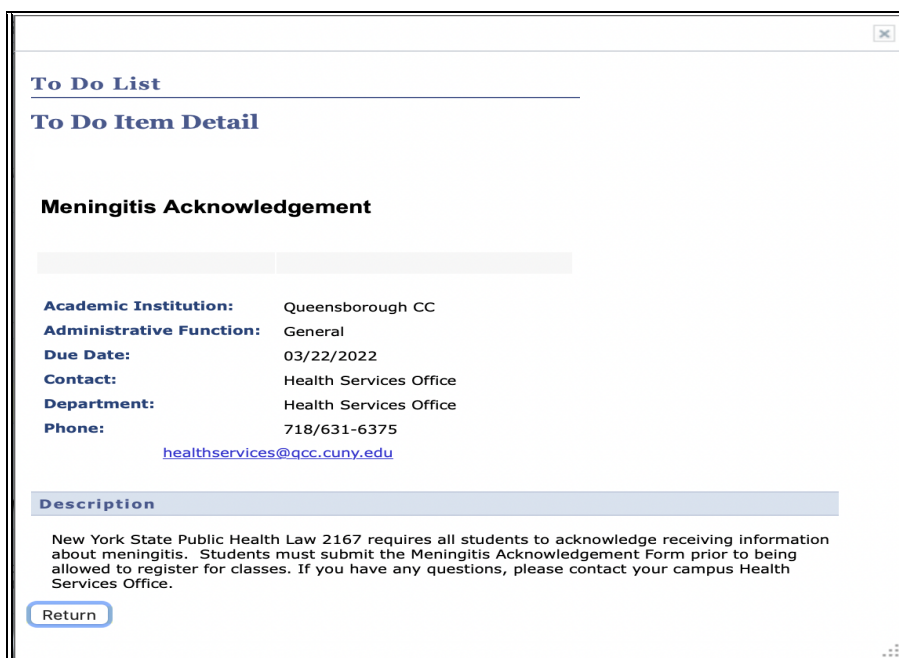 To Do List
To Do Item Detail
Meningitis Acknowledgement
Academic Institution: Queensborough CC
Administrative Function: General
Due Date: 03/22/2022
Contact: Health Services Office
Department: Health Services Office
Phone: 718/631-6375
healthservices@qcc.cuny.edu
Description
New York State Public Health Law 2167 requires all students to acknowledge receiving information
about meningitis. Students must submit the Meningitis Acknowledgement Form prior to being
allowed to register for classes. If you have any questions, please contact your campus Health
Services Office.
Return